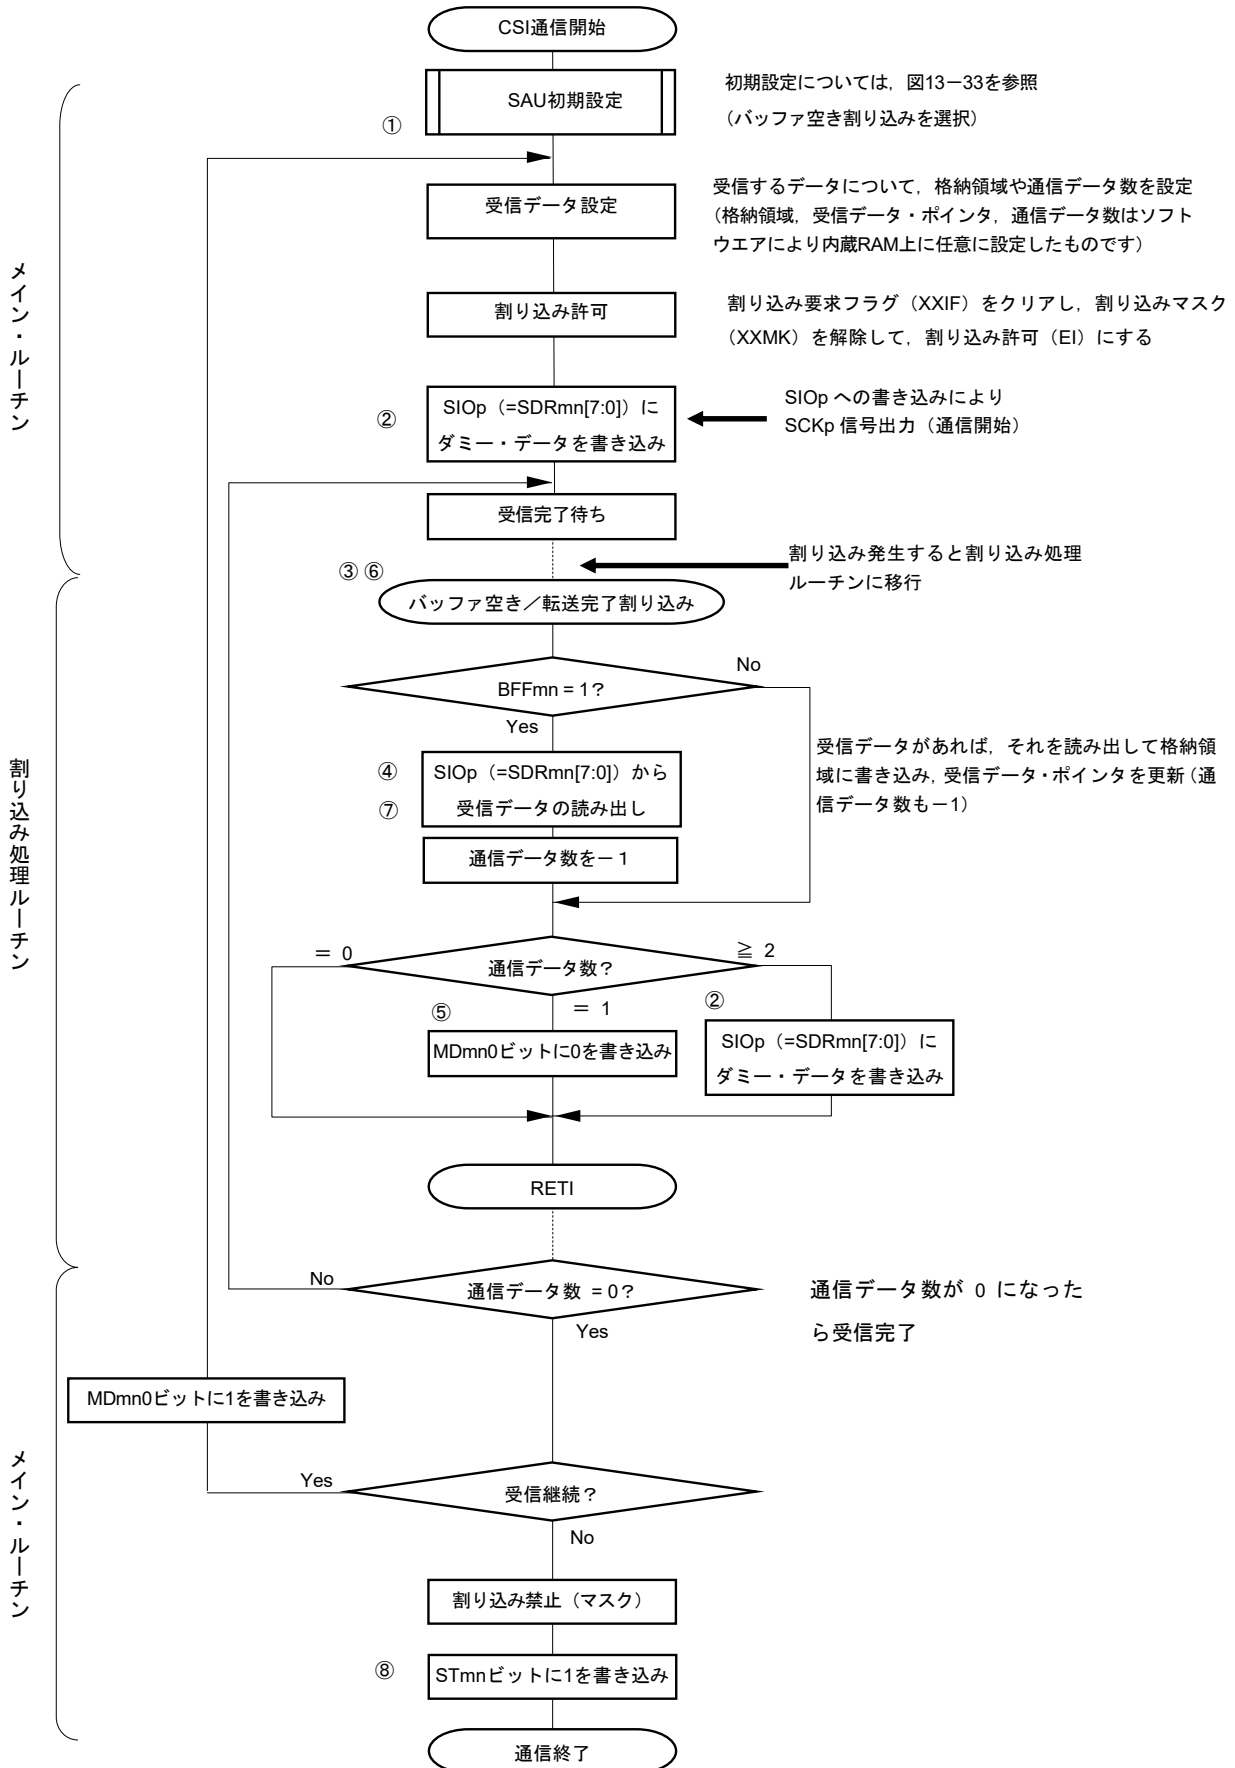 CSI通信開始
SAU初期設定
初期設定については，図13－33を参照
（バッファ空き割り込みを選択）
①
受信データ設定
受信するデータについて，格納領域や通信データ数を設定
（格納領域，受信データ・ポインタ，通信データ数はソフト
ウエアにより内蔵RAM上に任意に設定したものです）
メイン・ルーチン
割り込み許可
割り込み要求フラグ（XXIF）をクリアし，割り込みマスク
（XXMK）を解除して，割り込み許可（EI）にする
②
SIOp（=SDRmn[7:0]）に
ダミー・データを書き込み
SIOp への書き込みにより
SCKp 信号出力（通信開始）
受信完了待ち
割り込み発生すると割り込み処理
ルーチンに移行
③⑥
バッファ空き／転送完了割り込み
BFFmn = 1？
No
Yes
④
⑦
SIOp（=SDRmn[7:0]）から
受信データの読み出し
受信データがあれば，それを読み出して格納領
域に書き込み，受信データ・ポインタを更新（通
信データ数も－1）
通信データ数を－１
割り込み処理ルーチン
＝ 0
通信データ数？
≧ 2
＝ 1
⑤
MDmn0ビットに0を書き込み
②
SIOp（=SDRmn[7:0]）に
ダミー・データを書き込み
RETI
No
通信データ数 = 0？
Yes
通信データ数が 0 になった
ら受信完了
MDmn0ビットに1を書き込み
メイン・ルーチン
Yes
受信継続？
No
割り込み禁止（マスク）
⑧
STmnビットに1を書き込み
通信終了